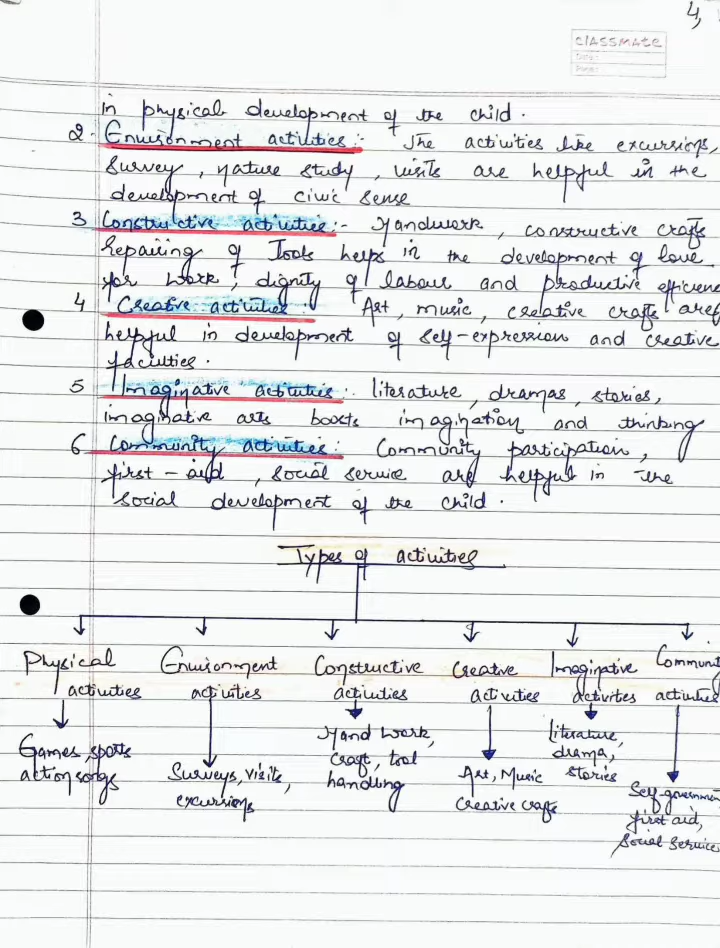 4,
CLASSMATE
in physical development of the child.
2. Environment activities:- The activities like excursions,
Survey, nature study, visits are helpful in the
development of civic sense
3 Constructive activities:- Handwork, constructive crafts
Repairing of Tools helps in the development of love
for work, dignity of labour and productive efficienc
4 Creative activities:- Art, music, creative crafts are
helpful in development of self-expression and creative
faculties.
5 Imaginative activities:- literature, dramas, stories,
imaginative arts boosts imagination and thinking
6 Community activities:- Community participation,
first-aid, social service are helpful in the
social development of the child.
Types of activities
Physical Environment Constructive Creative Imaginative Communit
activities activities activities activities activites activities
Games, sports Surveys, visits, Hand work, Art, Music Literature, Self-governmen
action songs excursions craft, tool Creative crafts drama, first aid,
handling stories Social Service